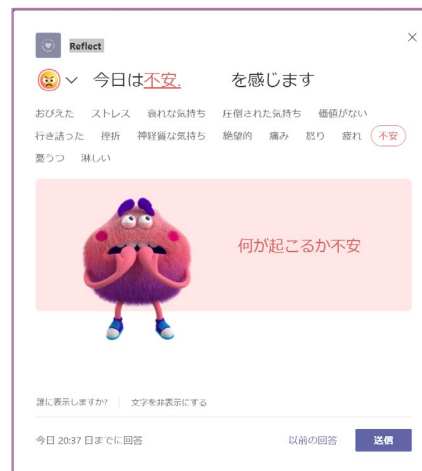 Reflect
今日は不安. を感じます
おびえた ストレス 哀れな気持ち 圧倒された気持ち 価値がない
行き詰った 挫折 神経質な気持ち 絶望的 痛み 怒り 疲れ 不安
憂うつ 淋しい
何が起こるか不安
誰に表示しますか? 文字を非表示にする
今日 20:37 日までに回答 以前の回答 送信